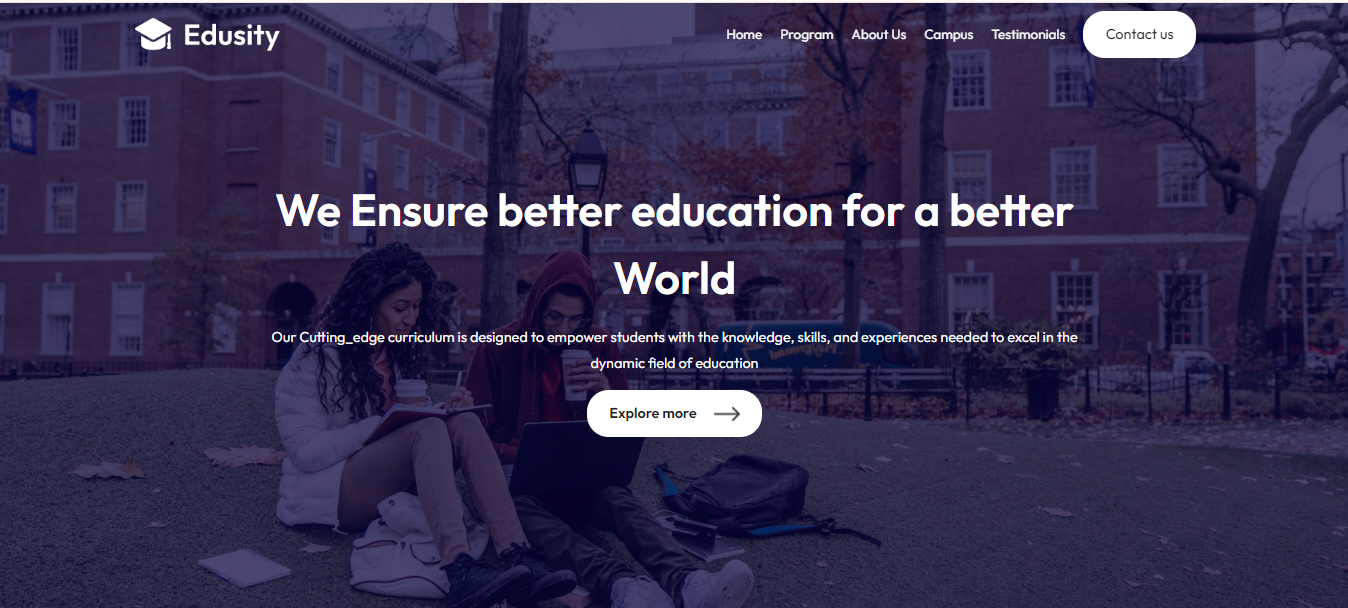 Edusity
Home Program About Us Campus Testimonials Contact us
We Ensure better education for a better
World
Our Cutting_edge curriculum is designed to empower students with the knowledge, skills, and experiences needed to excel in the
dynamic field of education
Explore more